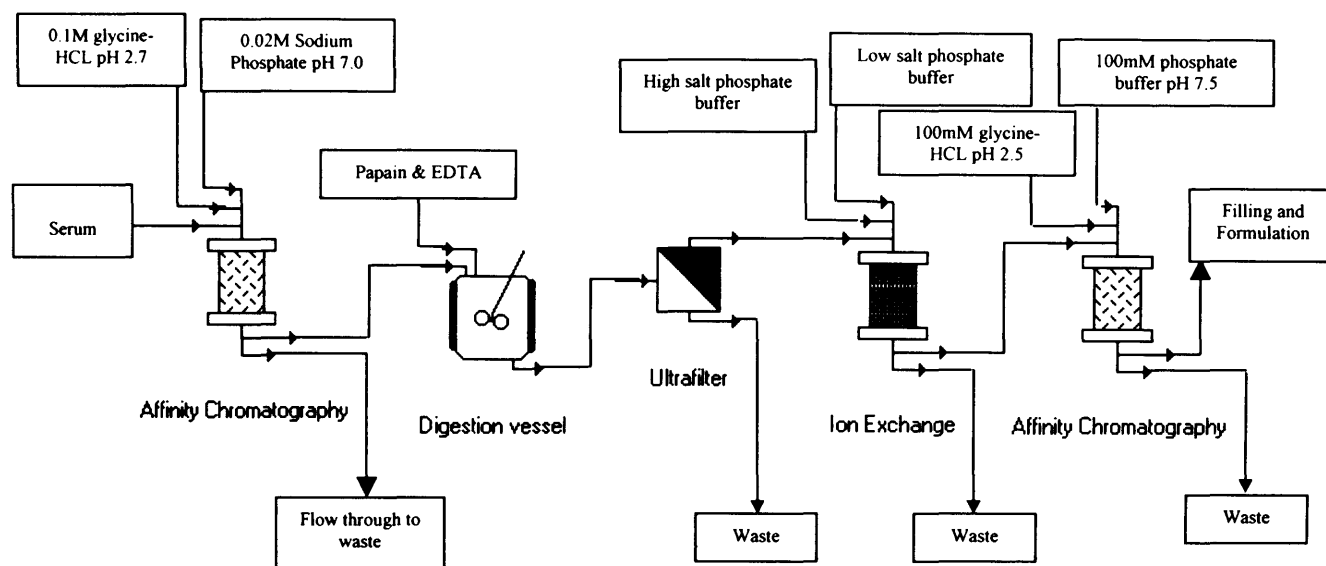 0.1M glycine-
HCL pH 2.7
0.02M Sodium
Phosphate pH 7.0
High salt phosphate
buffer
Low salt phosphate
buffer
100mM phosphate
buffer pH 7.5
100mM glycine-
HCL pH 2.5
Papain & EDTA
Serum
Filling and
Formulation
Affinity Chromatography
Digestion vessel
Ultrafilter
Ion Exchange
Affinity Chromatography
Flow through to
waste
Waste
Waste
Waste